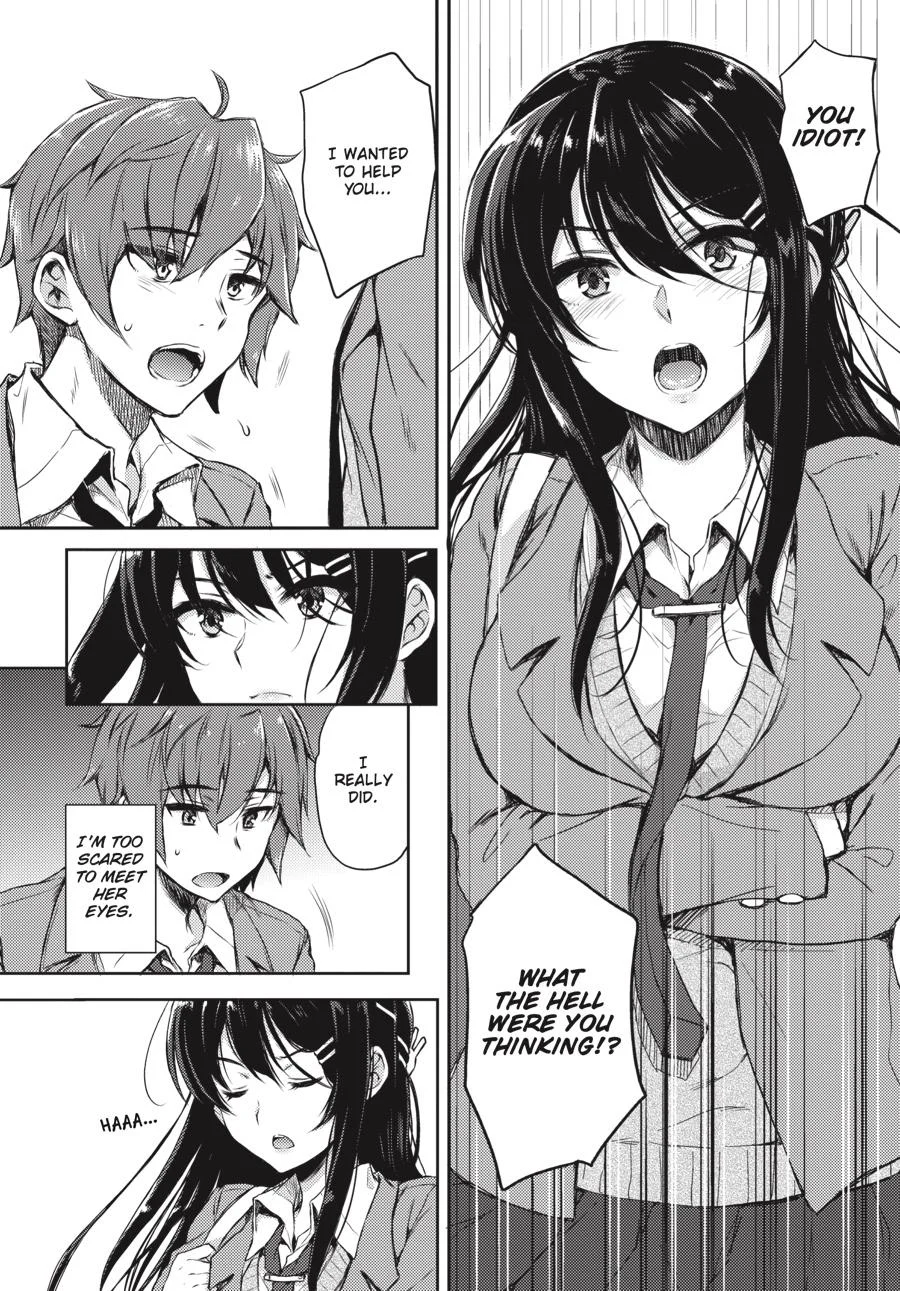 YOU
IDIOT!
WHAT
THE HELL
WERE YOU
THINKING!?
I WANTED
TO HELP
YOU...
I
REALLY
DID.
I'M TOO
SCARED
TO MEET
HER
EYES.
HAAA...